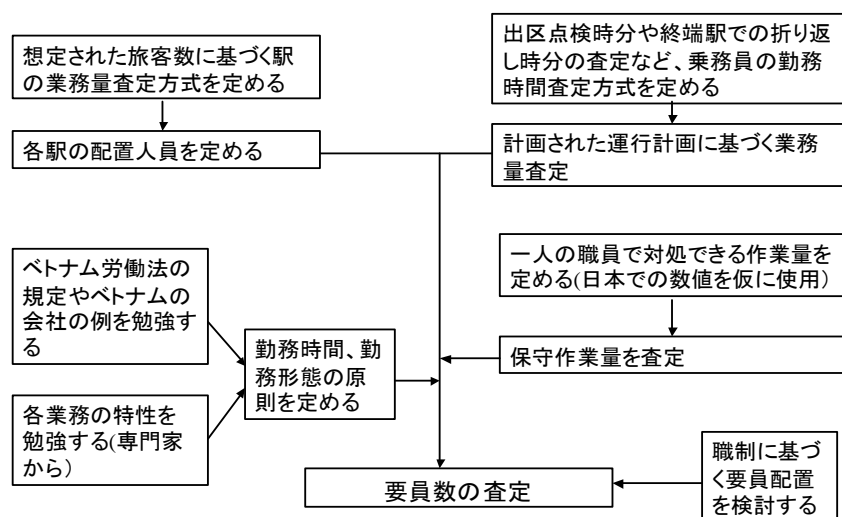 想定された旅客数に基づく駅
の業務量査定方式を定める
出区点検時分や終端駅での折り返
し時分の査定など、乗務員の勤務
時間査定方式を定める
各駅の配置人員を定める
計画された運行計画に基づく業務
量査定
ベトナム労働法の
規定やベトナムの
会社の例を勉強す
る
一人の職員で対処できる作業量を
定める(日本での数値を仮に使用)
勤務時間、勤
務形態の原
則を定める
保守作業量を査定
各業務の特性を
勉強する(専門家
から)
職制に基づ
く要員配置
を検討する
要員数の査定